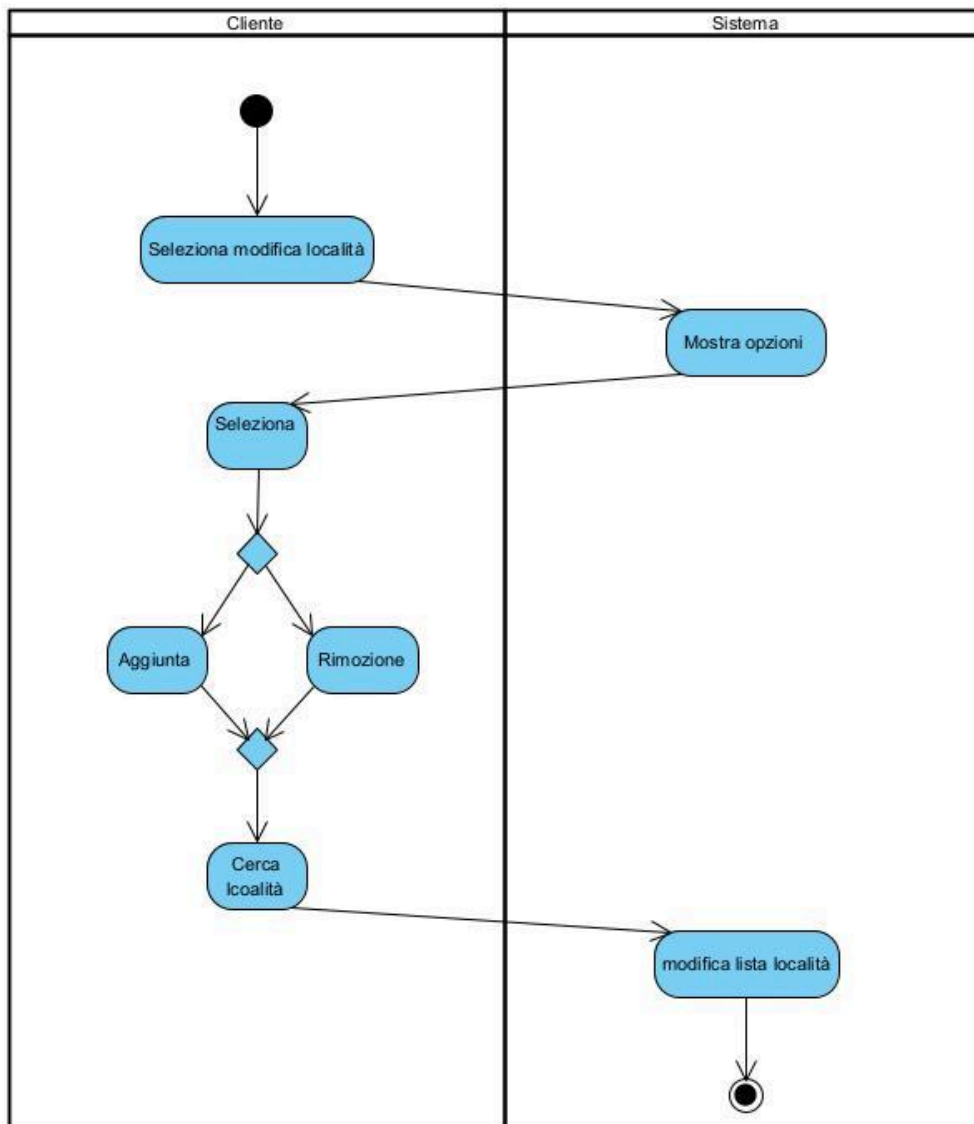 Cliente
Sistema
Seleziona modifica località
Mostra opzioni
Seleziona
Aggiunta
Rimozione
Cerca
lcoalità
modifica lista località